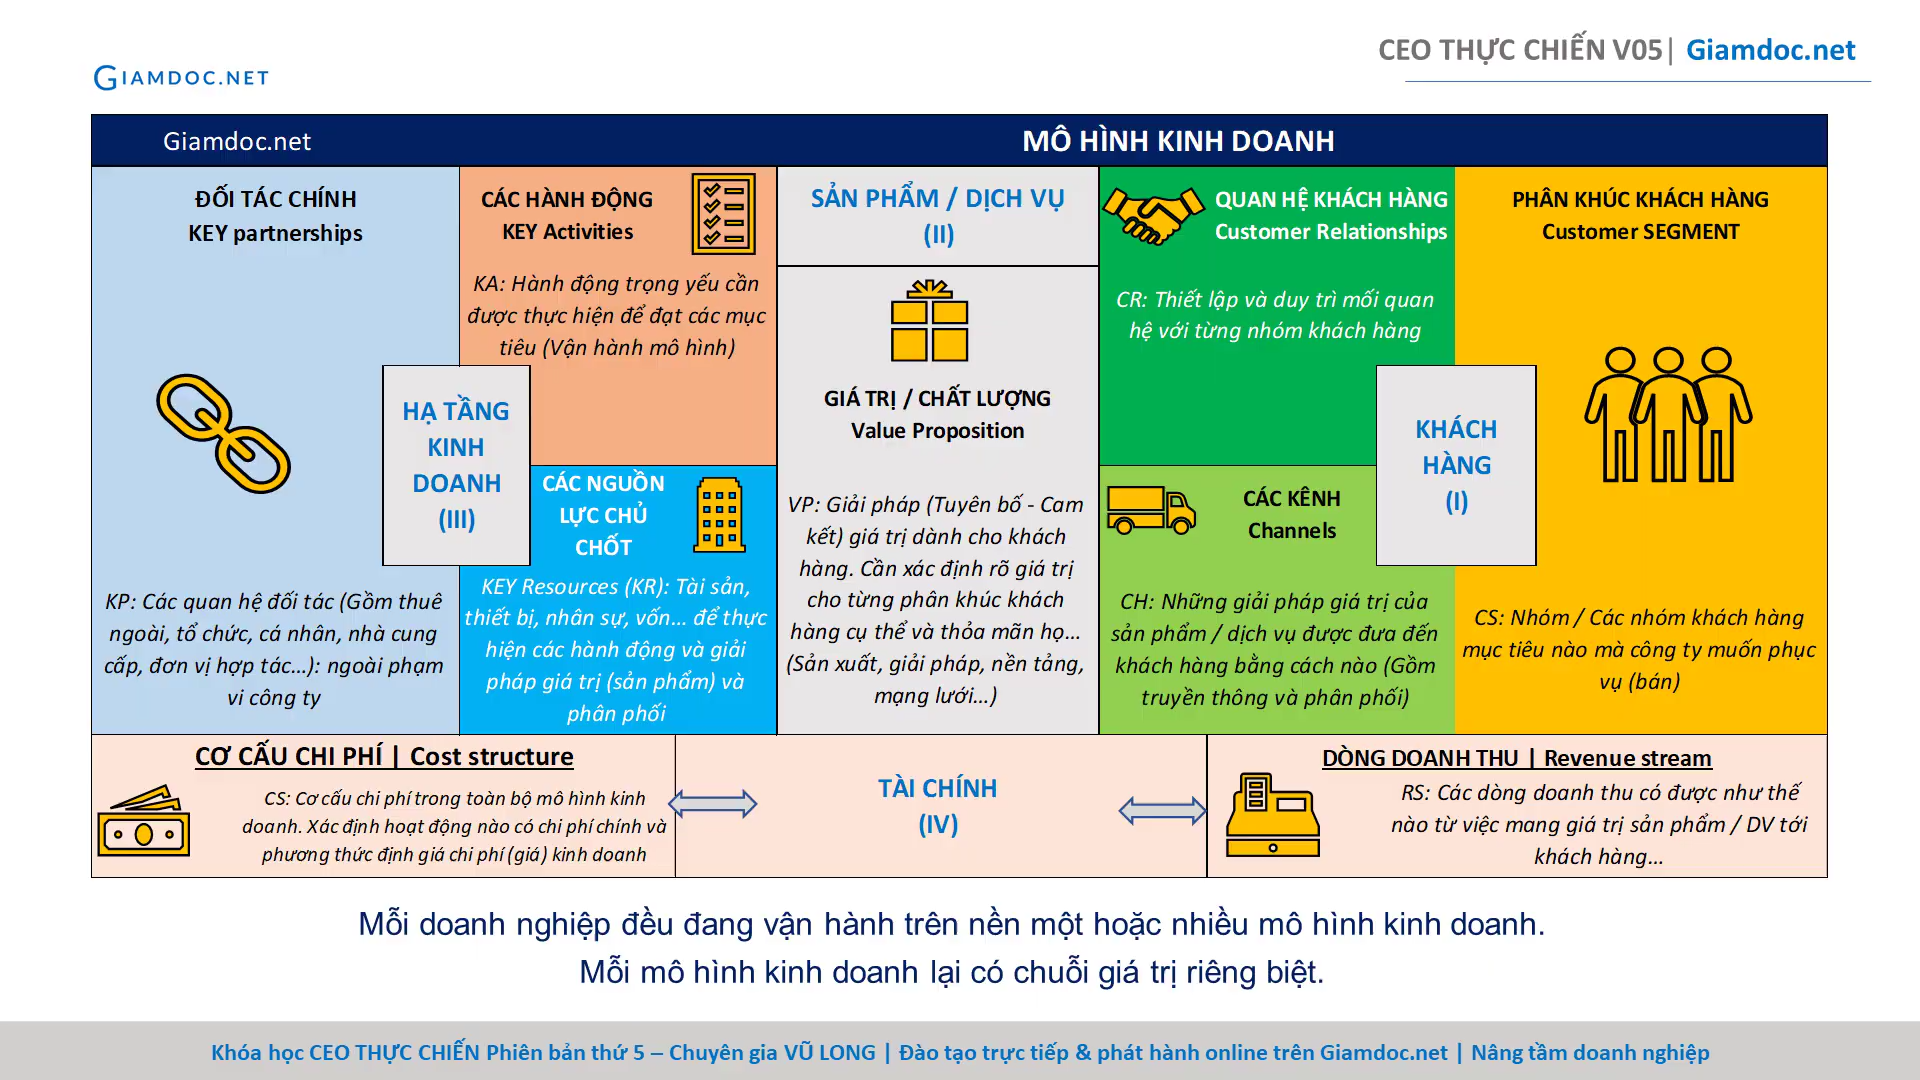 GIAMDOC.NET
CEO THỰC CHIẾN V05| Giamdoc.net
Giamdoc.net
MÔ HÌNH KINH DOANH
ĐỐI TÁC CHÍNH
KEY partnerships
KP: Các quan hệ đối tác (Gồm thuê
ngoài, tổ chức, cá nhân, nhà cung
cấp, đơn vị hợp tác...): ngoài phạm
vi công ty
CÁC HÀNH ĐỘNG
KEY Activities
KA: Hành động trọng yếu cần
được thực hiện để đạt các mục
tiêu (Vận hành mô hình)
HẠ TẦNG
KINH
DOANH
(III)
CÁC NGUỒN
LỰC CHỦ
CHỐT
KEY Resources (KR): Tài sản,
thiết bị, nhân sự, vốn... để thực
hiện các hành động và giải
pháp giá trị (sản phẩm) và
phân phối
SẢN PHẨM / DỊCH VỤ
(II)
GIÁ TRỊ / CHẤT LƯỢNG
Value Proposition
VP: Giải pháp (Tuyên bố - Cam
kết) giá trị dành cho khách
hàng. Cần xác định rõ giá trị
cho từng phân khúc khách
hàng cụ thể và thỏa mãn họ...
(Sản xuất, giải pháp, nền tảng,
mạng lưới...)
QUAN HỆ KHÁCH HÀNG
Customer Relationships
CR: Thiết lập và duy trì mối quan
hệ với từng nhóm khách hàng
CÁC KÊNH
Channels
CH: Những giải pháp giá trị của
sản phẩm / dịch vụ được đưa đến
khách hàng bằng cách nào (Gồm
truyền thông và phân phối)
KHÁCH
HÀNG
(I)
PHÂN KHÚC KHÁCH HÀNG
Customer SEGMENT
CS: Nhóm / Các nhóm khách hàng
mục tiêu nào mà công ty muốn phục
vụ (bán)
CƠ CẤU CHI PHÍ | Cost structure
CS: Cơ cấu chi phí trong toàn bộ mô hình kinh
doanh. Xác định hoạt động nào có chi phí chính và
phương thức định giá chi phí (giá) kinh doanh
TÀI CHÍNH
(IV)
DÒNG DOANH THU | Revenue stream
RS: Các dòng doanh thu có được như thế
nào từ việc mang giá trị sản phẩm / DV tới
khách hàng...
Mỗi doanh nghiệp đều đang vận hành trên nền một hoặc nhiều mô hình kinh doanh.
Mỗi mô hình kinh doanh lại có chuỗi giá trị riêng biệt.
Khóa học CEO THỰC CHIẾN Phiên bản thứ 5 – Chuyên gia VŨ LONG | Đào tạo trực tiếp & phát hành online trên Giamdoc.net | Nâng tầm doanh nghiệp